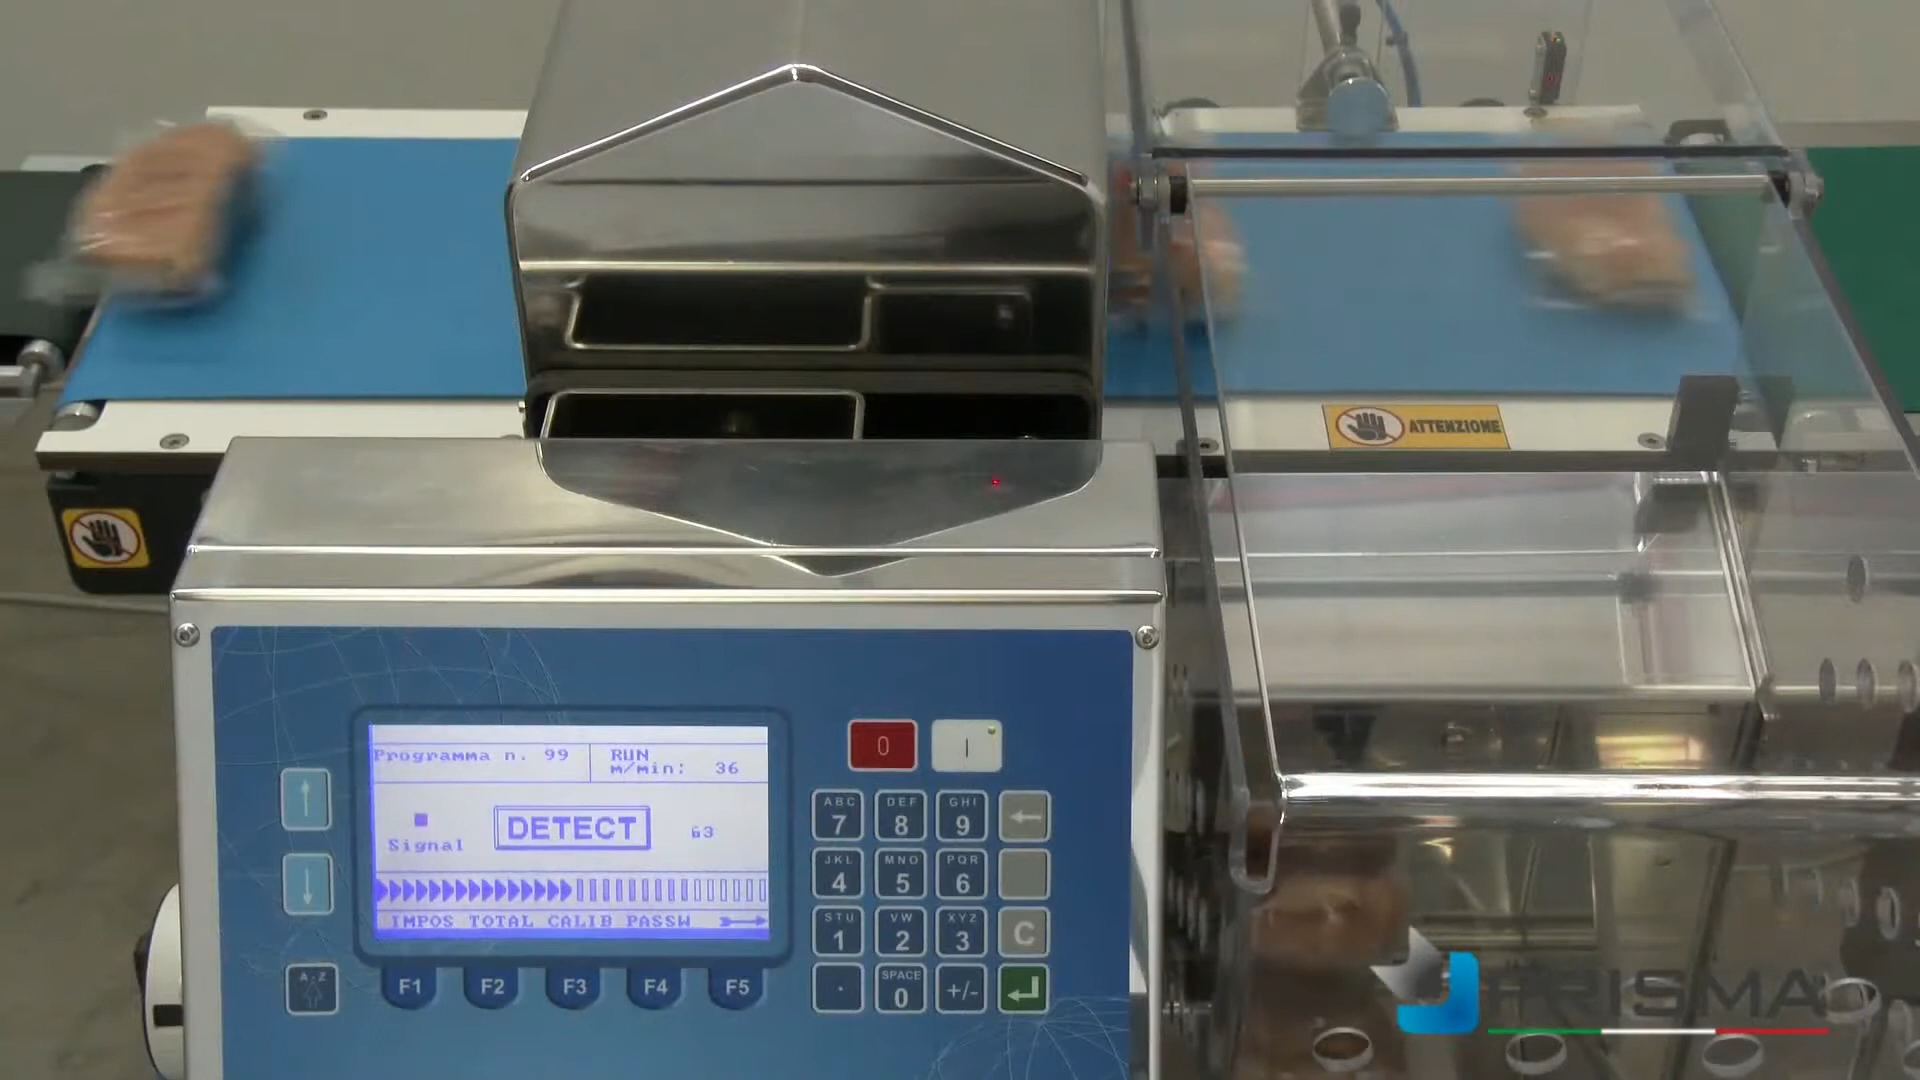 ATTENZIONE
Programma n. 99
RUN
m/min: 36
Signal
DETECT
63
IMPOS TOTAL CALIB PASSW
F1 F2 F3 F4 F5
A-Z
0 |
ABC DEF GHI
7 8 9
JKL MNO PQR
4 5 6
STU VW XYZ
1 2 3 C
SPACE
. 0 +/-
PRISMA